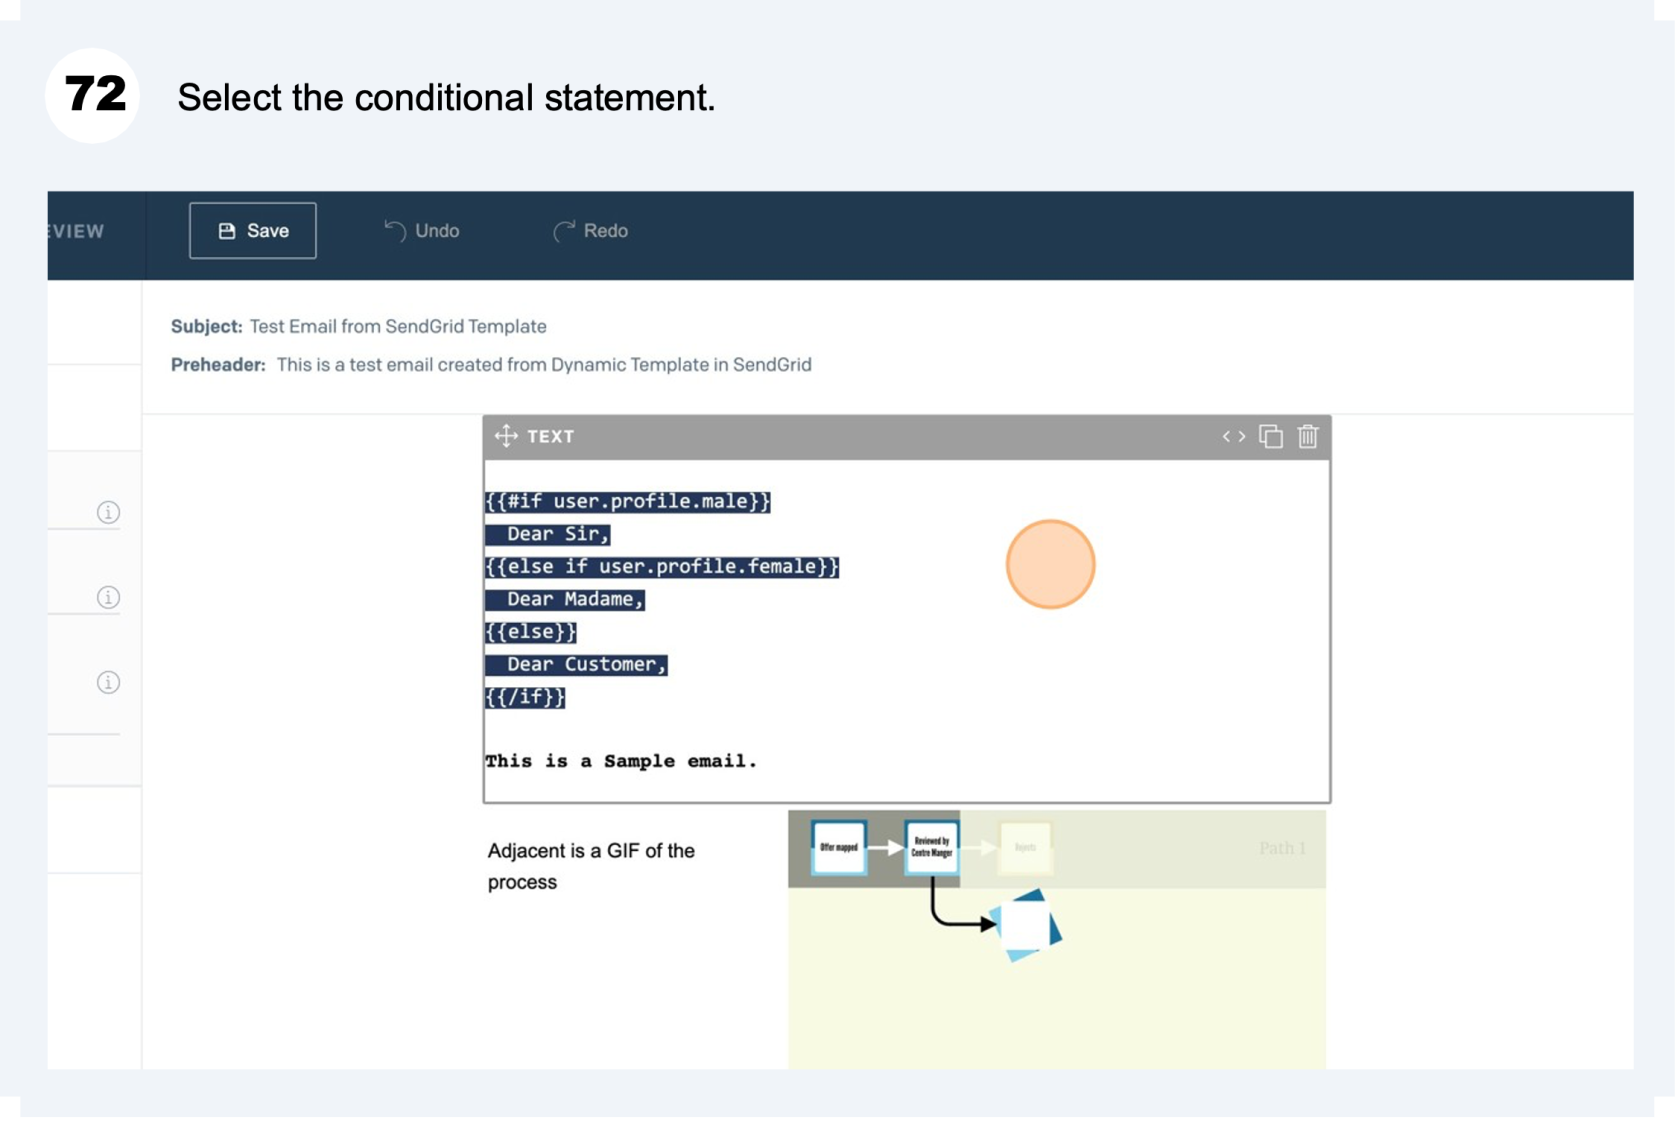 72 Select the conditional statement.
EVIEW Save Undo Redo
Subject: Test Email from SendGrid Template
Preheader: This is a test email created from Dynamic Template in SendGrid
TEXT
{{#if user.profile.male}}
Dear Sir,
{{else if user.profile.female}}
Dear Madame,
{{else}}
Dear Customer,
{{/if}}
This is a Sample email.
Adjacent is a GIF of the
process
Offer mapped
Reviewed by
Centre Manger
Path 1